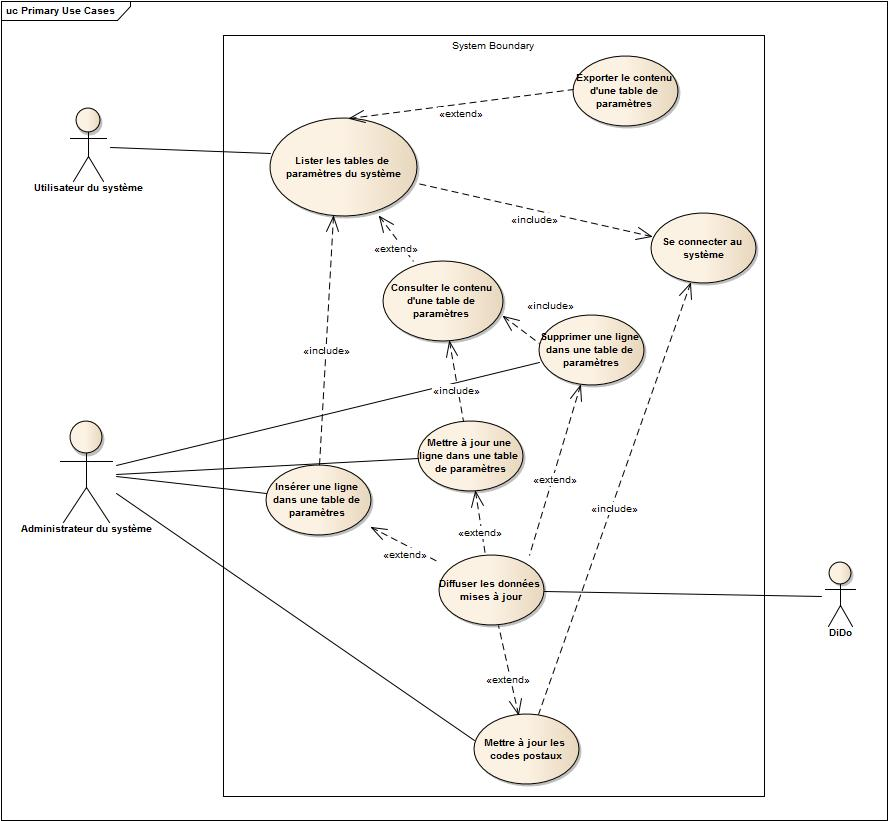 uc Primary Use Cases
System Boundary
Exporter le contenu
d'une table de
paramètres
«extend»
Utilisateur du système
Lister les tables de
paramètres du système
«include»
Se connecter au
système
«extend»
Consulter le contenu
d'une table de
paramètres
«include»
Supprimer une ligne
dans une table de
paramètres
«include»
«include»
Mettre à jour une
ligne dans une table
de paramètres
Administrateur du système
Insérer une ligne
dans une table de
paramètres
«extend»
«include»
«extend»
«extend»
Diffuser les données
mises à jour
DiDo
«extend»
Mettre à jour les
codes postaux